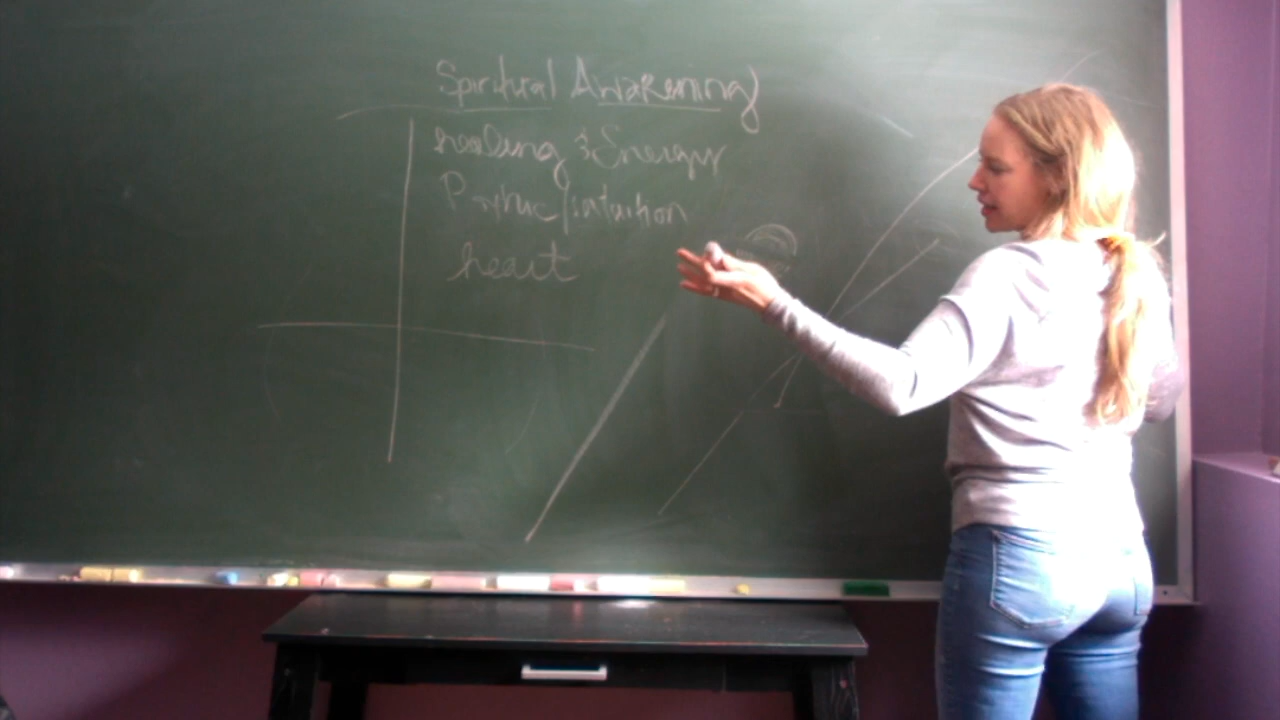 Spiritual Awakening
healing & Energy
Psychic/intuition
heart